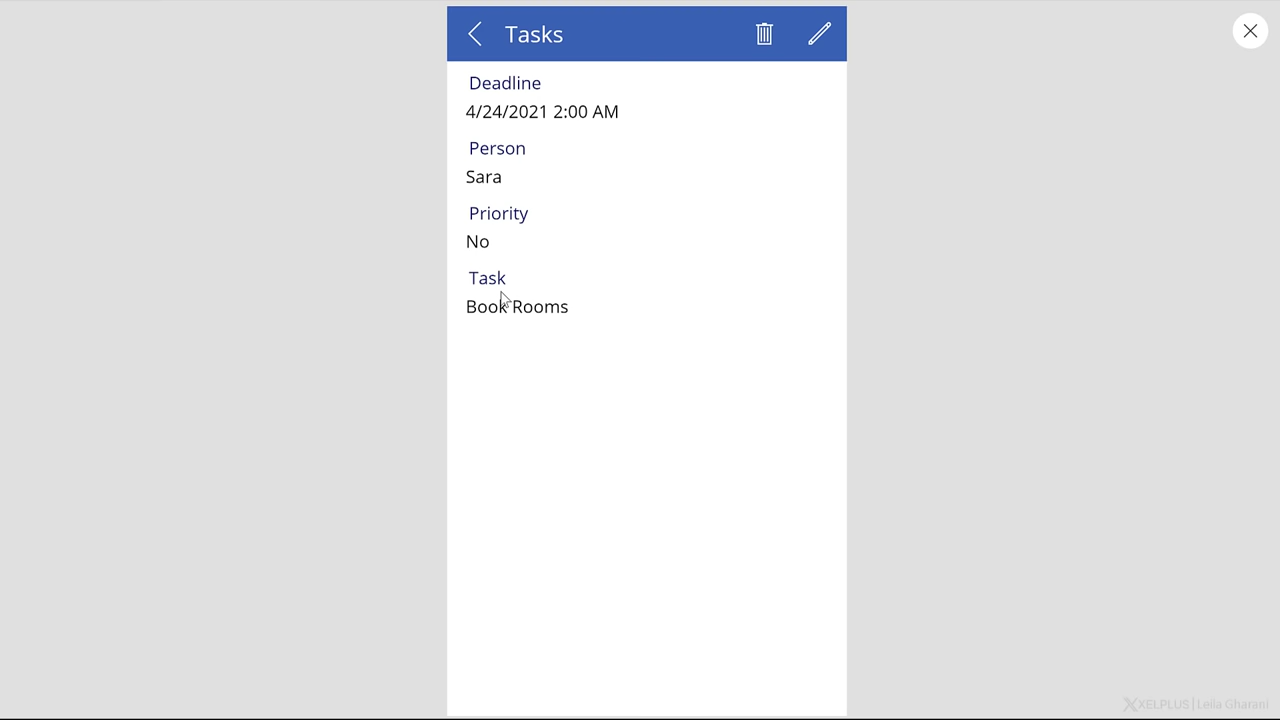 Tasks
Deadline
4/24/2021 2:00 AM
Person
Sara
Priority
No
Task
Book Rooms
XELPLUS | Leila Gharani